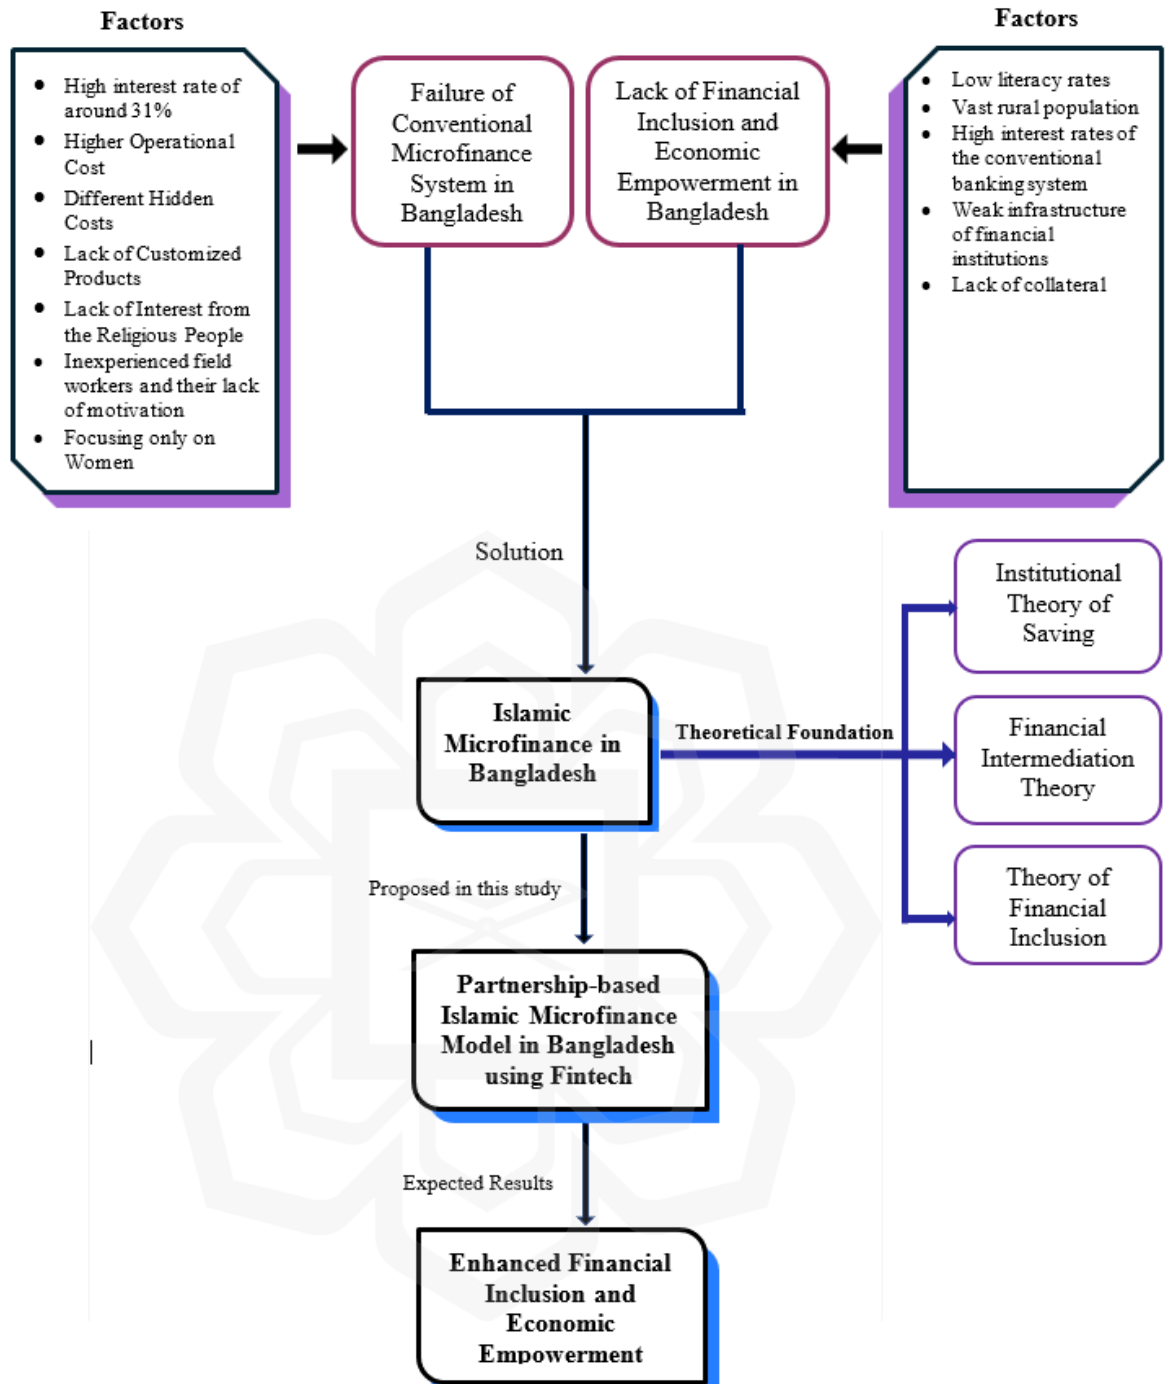 Factors
High interest rate of
around 31%
Higher Operational
Cost
Different Hidden
Costs
Lack of Customized
Products
Lack of Interest from
the Religious People
Inexperienced field
workers and their lack
of motivation
Focusing only on
Women
Failure of
Conventional
Microfinance
System in
Bangladesh
Lack of Financial
Inclusion and
Economic
Empowerment in
Bangladesh
Factors
Low literacy rates
Vast rural population
High interest rates of
the conventional
banking system
Weak infrastructure
of financial
institutions
Lack of collateral
Solution
Islamic
Microfinance in
Bangladesh
Theoretical Foundation
Institutional
Theory of
Saving
Financial
Intermediation
Theory
Theory of
Financial
Inclusion
Proposed in this study
Partnership-based
Islamic Microfinance
Model in Bangladesh
using Fintech
Expected Results
Enhanced Financial
Inclusion and
Economic
Empowerment